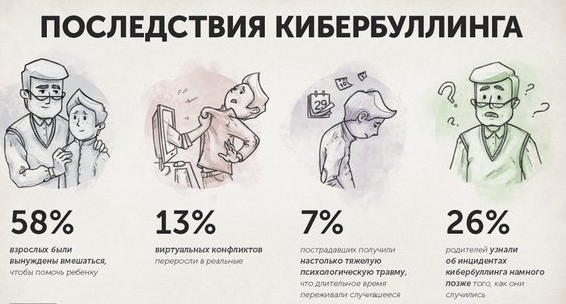 ПОСЛЕДСТВИЯ КИБЕРБУЛЛИНГА
29
58%
взрослых были
вынуждены вмешаться,
чтобы помочь ребенку
13%
виртуальных конфликтов
переросли в реальные
7%
пострадавших получили
настолько тяжелую
психологическую травму,
что длительное время
переживали случившееся
26%
родителей узнали
об инцидентах
кибербуллинга намного
позже того, как они
случились